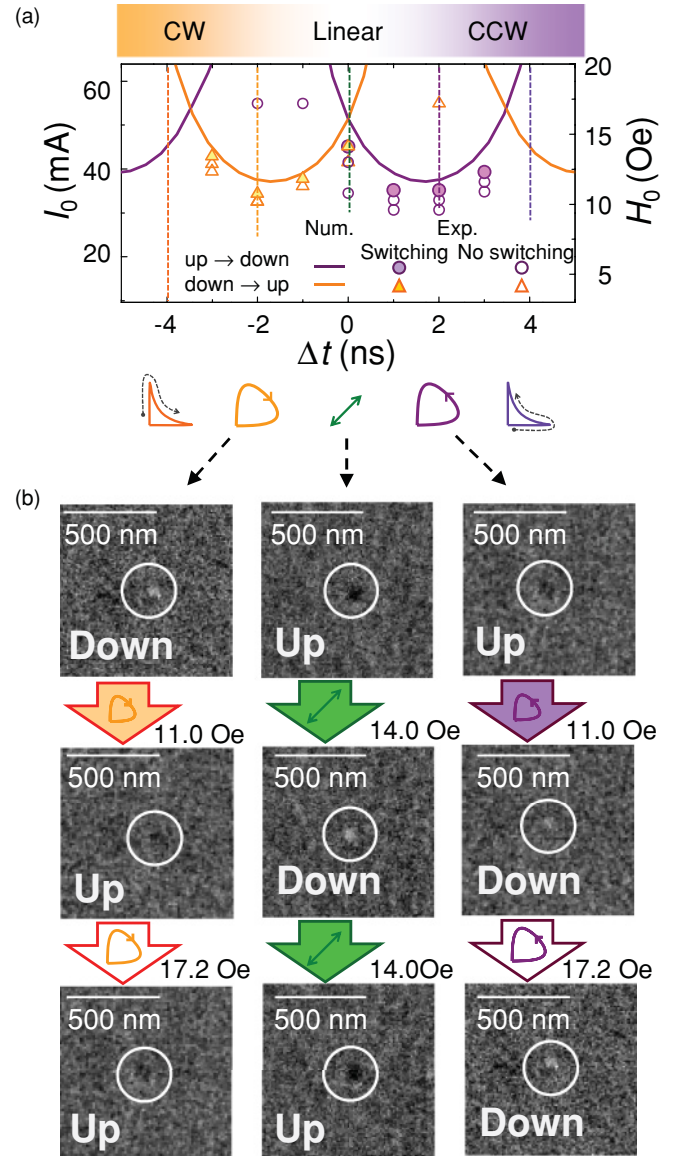 (a)
CW Linear CCW
60
40
20
I0 (mA)
20
15
10
5
H0 (Oe)
Num. Exp.
Switching No switching
up → down
down → up
-4 -2 0 2 4
Δt (ns)
(b)
500 nm 500 nm 500 nm
Down Up Up
11.0 Oe 14.0 Oe 11.0 Oe
500 nm 500 nm 500 nm
Up Down Down
17.2 Oe 14.0Oe 17.2 Oe
500 nm 500 nm 500 nm
Up Up Down